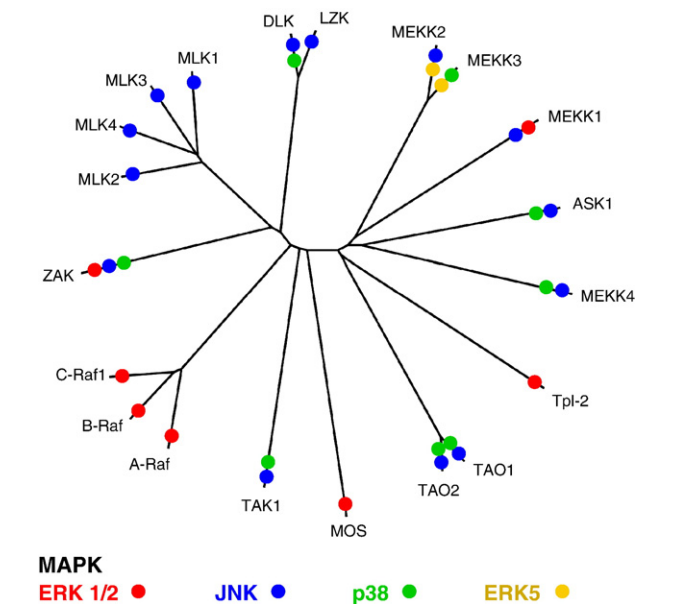 DLK LZK
MEKK2
MEKK3
MLK1
MLK3
MEKK1
MLK4
MLK2
ASK1
ZAK
MEKK4
C-Raf1
Tpl-2
B-Raf
A-Raf
TAO1
TAO2
TAK1
MOS
MAPK
ERK 1/2 JNK p38 ERK5